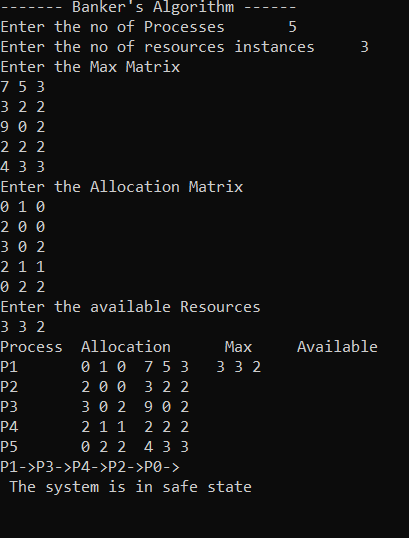 ------- Banker's Algorithm ------
Enter the no of Processes       5
Enter the no of resources instances     3
Enter the Max Matrix
7 5 3
3 2 2
9 0 2
2 2 2
4 3 3
Enter the Allocation Matrix
0 1 0
2 0 0
3 0 2
2 1 1
0 2 2
Enter the available Resources
3 3 2
Process  Allocation      Max     Available
P1       0 1 0  7 5 3   3 3 2
P2       2 0 0  3 2 2
P3       3 0 2  9 0 2
P4       2 1 1  2 2 2
P5       0 2 2  4 3 3
P1->P3->P4->P2->P0->
 The system is in safe state